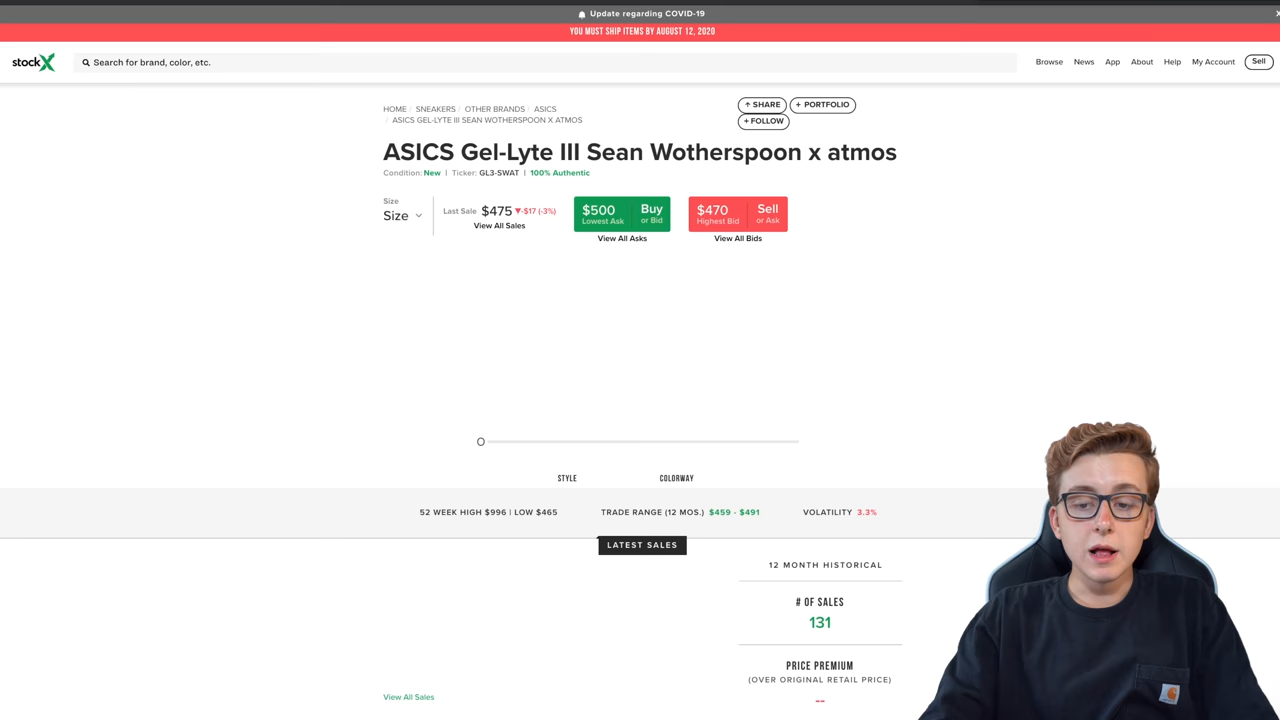 Update regarding COVID-19
YOU MUST SHIP ITEMS BY AUGUST 12, 2020
stockX
Search for brand, color, etc.
Browse News App About Help My Account Sell
HOME / SNEAKERS / OTHER BRANDS / ASICS
/ ASICS GEL-LYTE III SEAN WOTHERSPOON X ATMOS
SHARE + PORTFOLIO
+ FOLLOW
ASICS Gel-Lyte III Sean Wotherspoon x atmos
Condition: New | Ticker: GL3-SWAT | 100% Authentic
Size
Size
Last Sale $475 ▼-$17 (-3%)
View All Sales
$500 Buy
Lowest Ask or Bid
View All Asks
$470 Sell
Highest Bid or Ask
View All Bids
STYLE COLORWAY
52 WEEK HIGH $996 | LOW $465 TRADE RANGE (12 MOS.) $459 - $491 VOLATILITY 3.3%
LATEST SALES
12 MONTH HISTORICAL
# OF SALES
131
PRICE PREMIUM
(OVER ORIGINAL RETAIL PRICE)
--
View All Sales